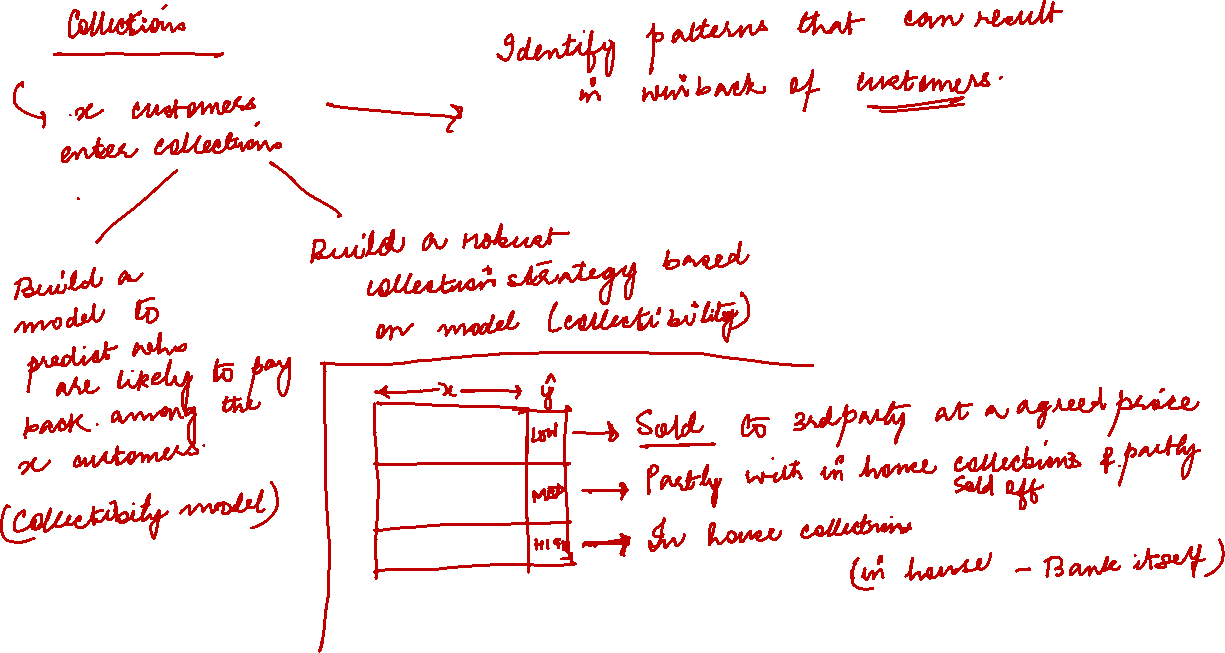 Collections
x customers
enter collections
Identify patterns that can result
in winback of customers.
Build a
model to
predict who
are likely to pay
back among the
x customers.
(Collectibity model)
Build a robust
collection strategy based
on model (collectibility)
x ŷ
LOW → Sold to 3rd party at a agreed price
MED → Partly with in house collections & partly
sold off
HIGH → In house collections
(in house - Bank itself)